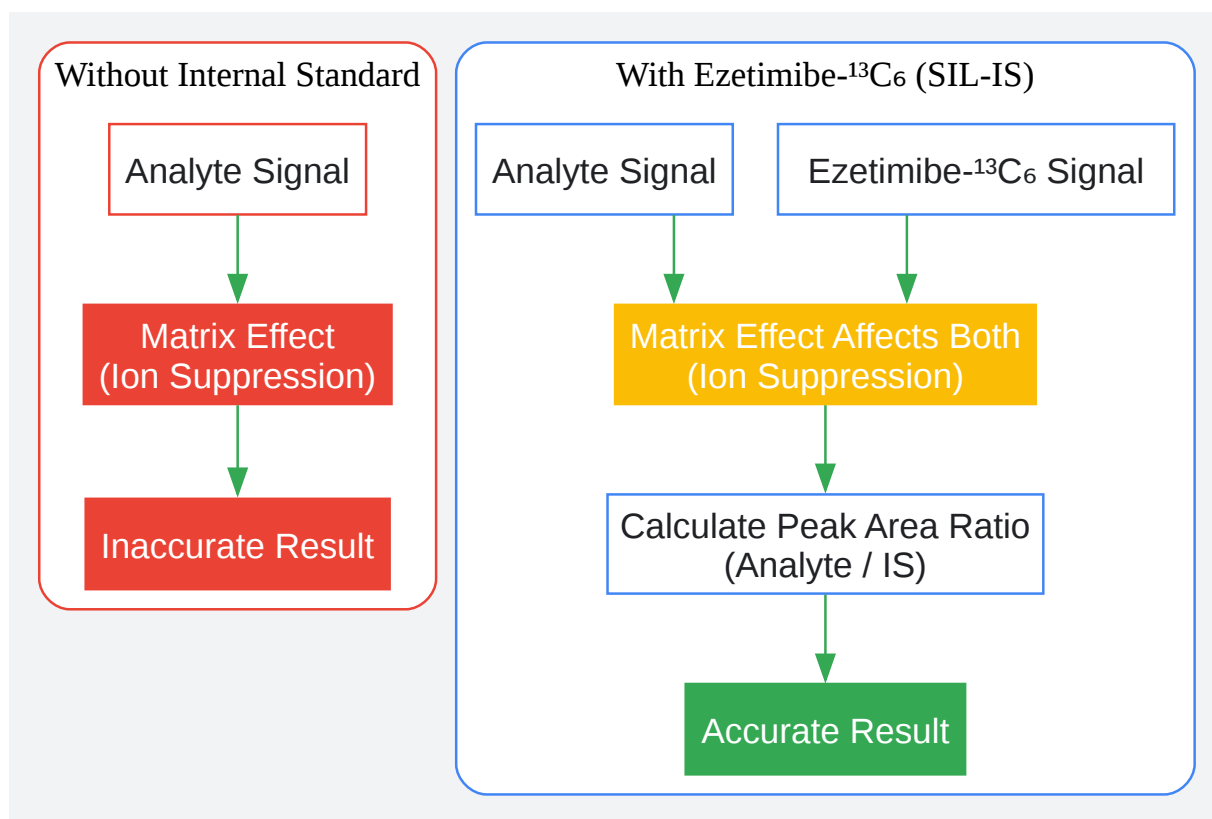 Without Internal Standard
Analyte Signal
Matrix Effect
(Ion Suppression)
Inaccurate Result
With Ezetimibe-¹³C₆ (SIL-IS)
Analyte Signal
Ezetimibe-¹³C₆ Signal
Matrix Effect Affects Both
(Ion Suppression)
Calculate Peak Area Ratio
(Analyte / IS)
Accurate Result